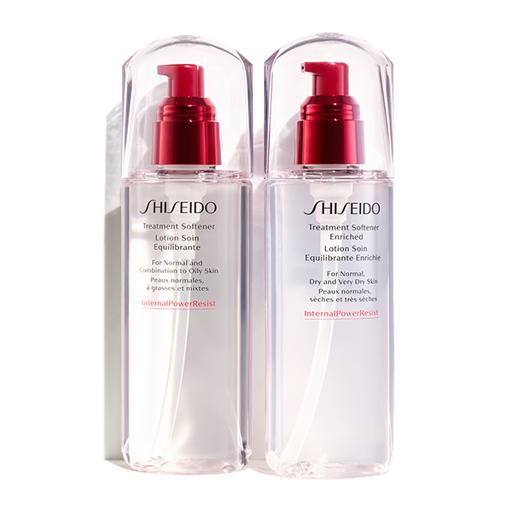 SHISEIDO
Treatment Softener
Lotion Soin
Equilibrante
For Normal and
Combination to Oily Skin
Peaux normales,
à grasses et mixtes
InternalPowerResist
SHISEIDO
Treatment Softener
Enriched
Lotion Soin
Equilibrante Enrichie
For Normal,
Dry and Very Dry Skin
Peaux normales,
sèches et très sèches
InternalPowerResist